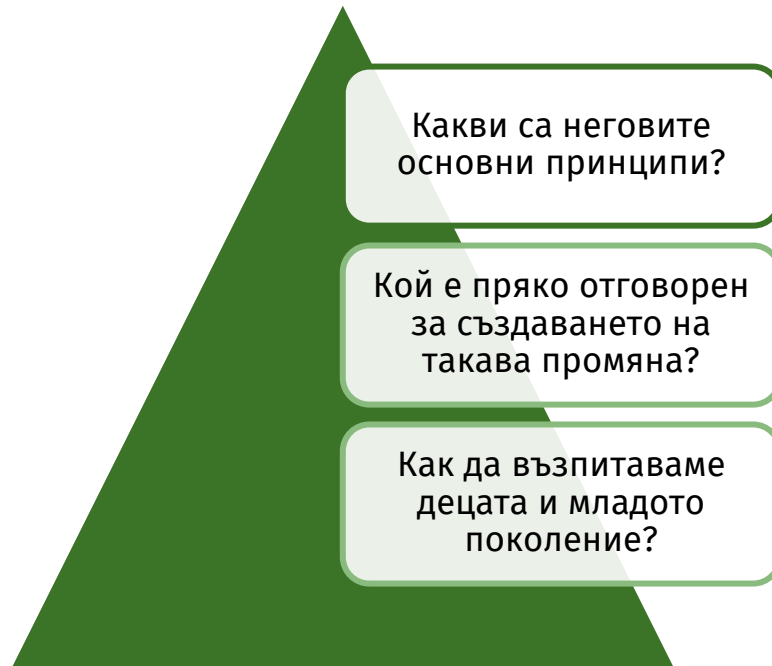 Какви са неговите
основни принципи?
Кой е пряко отговорен
за създаването на
такава промяна?
Как да възпитаваме
децата и младото
поколение?